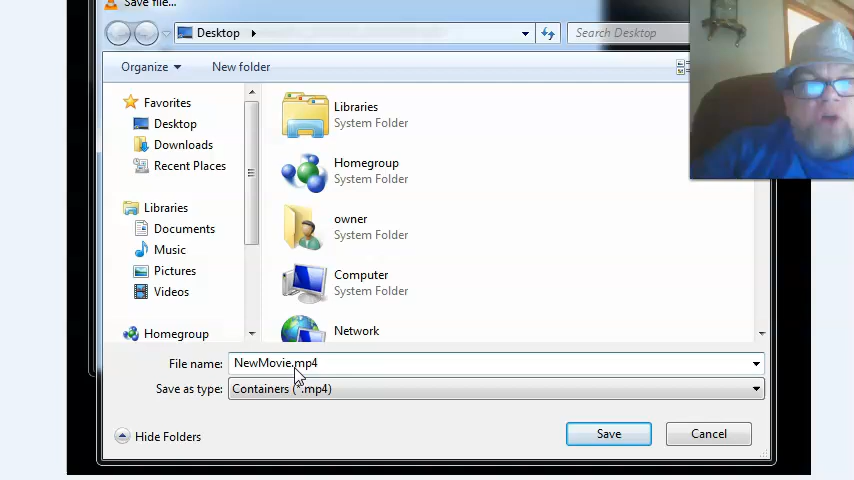 Save file...
Desktop
Search Desktop
Organize
New folder
Favorites
Desktop
Downloads
Recent Places
Libraries
Documents
Music
Pictures
Videos
Homegroup
Libraries
System Folder
Homegroup
System Folder
owner
System Folder
Computer
System Folder
Network
File name: NewMovie.mp4
Save as type: Containers (*.mp4)
Hide Folders
Save
Cancel